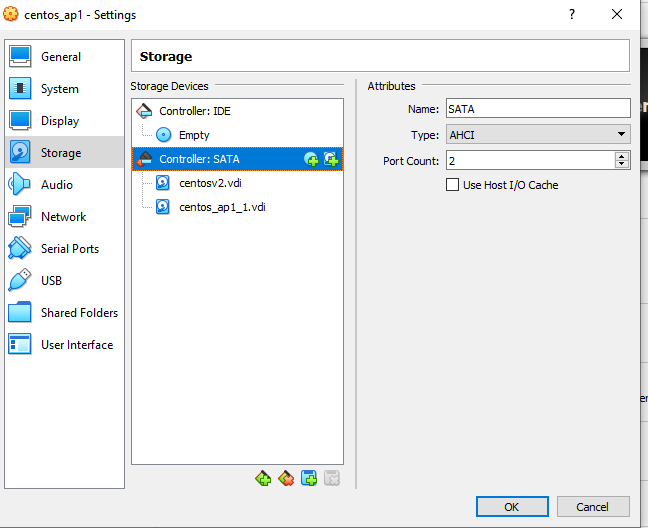 centos_ap1 - Settings
?
General
System
Display
Storage
Audio
Network
Serial Ports
USB
Shared Folders
User Interface
Storage
Storage Devices
Controller: IDE
Empty
Controller: SATA
centosv2.vdi
centos_ap1_1.vdi
Attributes
Name: SATA
Type: AHCI
Port Count: 2
Use Host I/O Cache
OK
Cancel